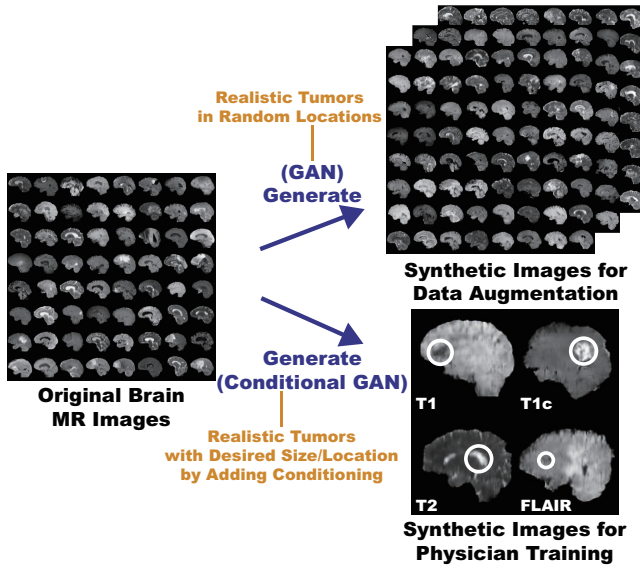 Realistic Tumors
in Random Locations
(GAN)
Generate
Synthetic Images for
Data Augmentation
Original Brain
MR Images
Generate
(Conditional GAN)
Realistic Tumors
with Desired Size/Location
by Adding Conditioning
T1
T1c
T2
FLAIR
Synthetic Images for
Physician Training